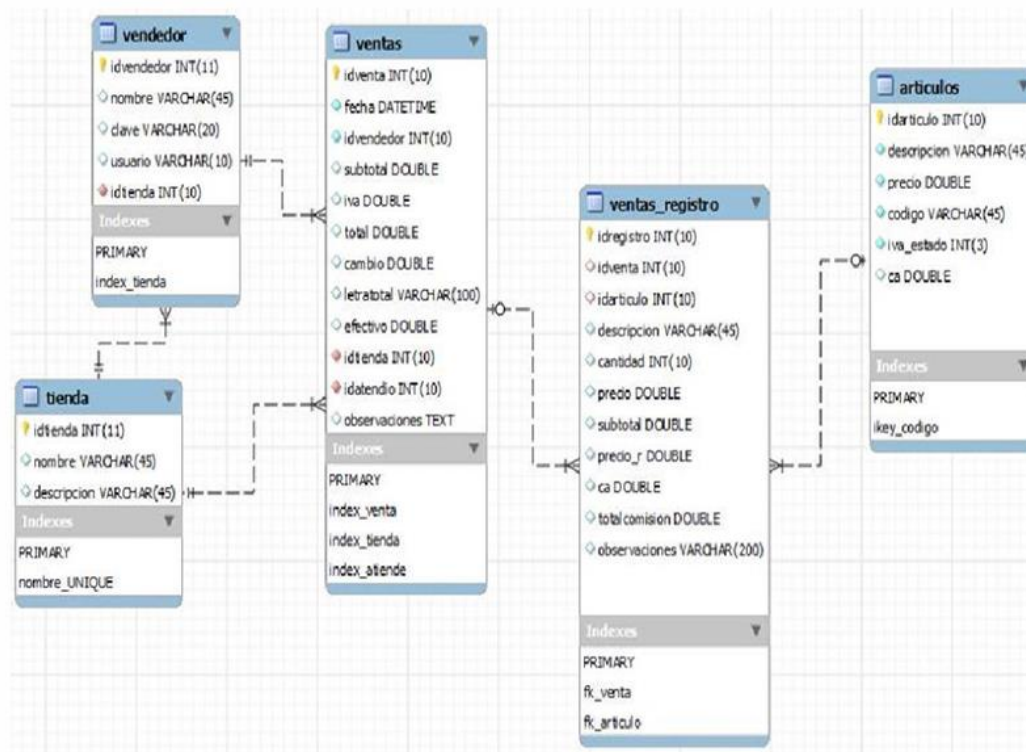 vendedor
idvendedor INT(11)
nombre VARCHAR(45)
clave VARCHAR(20)
usuario VARCHAR(10)
idtienda INT(10)
Indexes
PRIMARY
index_tienda
tienda
idtienda INT(11)
nombre VARCHAR(45)
descripcion VARCHAR(45)
Indexes
PRIMARY
nombre_UNIQUE
ventas
idventa INT(10)
fecha DATETIME
idvendedor INT(10)
subtotal DOUBLE
iva DOUBLE
total DOUBLE
cambio DOUBLE
letratotal VARCHAR(100)
efectivo DOUBLE
idtienda INT(10)
idatendio INT(10)
observaciones TEXT
Indexes
PRIMARY
index_venta
index_tienda
index_atiende
ventas_registro
idregistro INT(10)
idventa INT(10)
idarticulo INT(10)
descripcion VARCHAR(45)
cantidad INT(10)
precio DOUBLE
subtotal DOUBLE
precio_r DOUBLE
ca DOUBLE
totalcomision DOUBLE
observaciones VARCHAR(200)
Indexes
PRIMARY
fk_venta
fk_articulo
articulos
idarticulo INT(10)
descripcion VARCHAR(45)
precio DOUBLE
codigo VARCHAR(45)
iva_estado INT(3)
ca DOUBLE
Indexes
PRIMARY
ikey_codigo